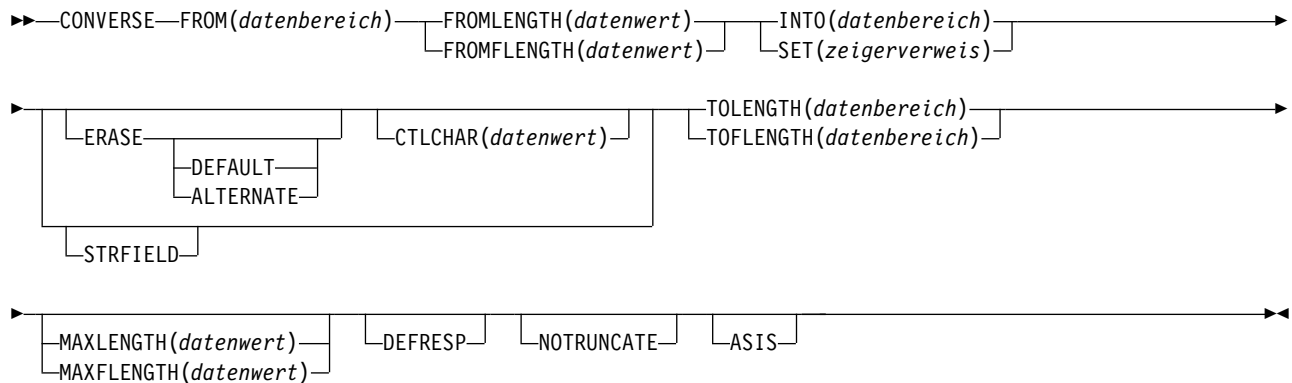 CONVERSE FROM(datenbereich) FROMLENGTH(datenwert) INTO(datenbereich)
FROMFLENGTH(datenwert) SET(zeigerverweis)
TOLENGTH(datenbereich)
ERASE CTLCHAR(datenwert) TOFLENGTH(datenbereich)
DEFAULT
ALTERNATE
STRFIELD
MAXLENGTH(datenwert) DEFRESP NOTRUNCATE ASIS
MAXFLENGTH(datenwert)